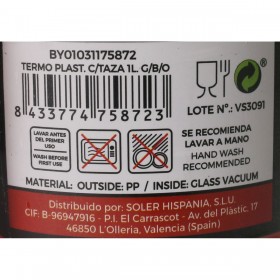 BY01031175872
TERMO PLAST. C/TAZA 1L. G/B/O
8 433774 758723
LOTE N°.: VS3091
LAVAR ANTES
DEL PRIMER
USO
WASH BEFORE
FIRST USE
SE RECOMIENDA
LAVAR A MANO
HAND WASH
RECOMMENDED
MATERIAL: OUTSIDE: PP / INSIDE: GLASS VACUUM
Distribuido por: SOLER HISPANIA, S.L.U.
CIF: B-96947916 - P.I. El Carrascot - Av. del Plàstic, 17
46850 L'Olleria, Valencia (Spain)